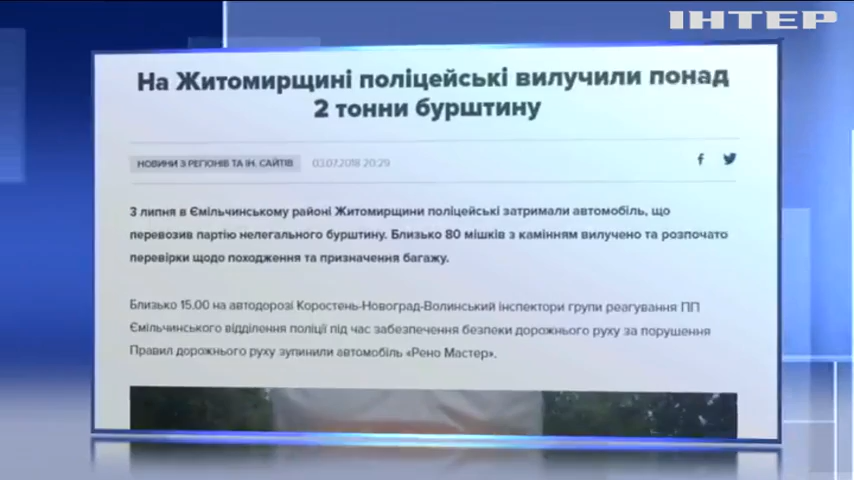 ІНТЕР
На Житомирщині поліцейські вилучили понад
2 тонни бурштину
НОВИНИ З РЕГІОНІВ ТА ІН. САЙТІВ 03.07.2018 20:29
3 липня в Ємільчинському районі Житомирщини поліцейські затримали автомобіль, що
перевозив партію нелегального бурштину. Близько 80 мішків з камінням вилучено та розпочато
перевірки щодо походження та призначення багажу.
Близько 15.00 на автодорозі Коростень-Новоград-Волинський інспектори групи реагування ПП
Ємільчинського відділення поліції під час забезпечення безпеки дорожнього руху за порушення
Правил дорожнього руху зупинили автомобіль «Рено Мастер».